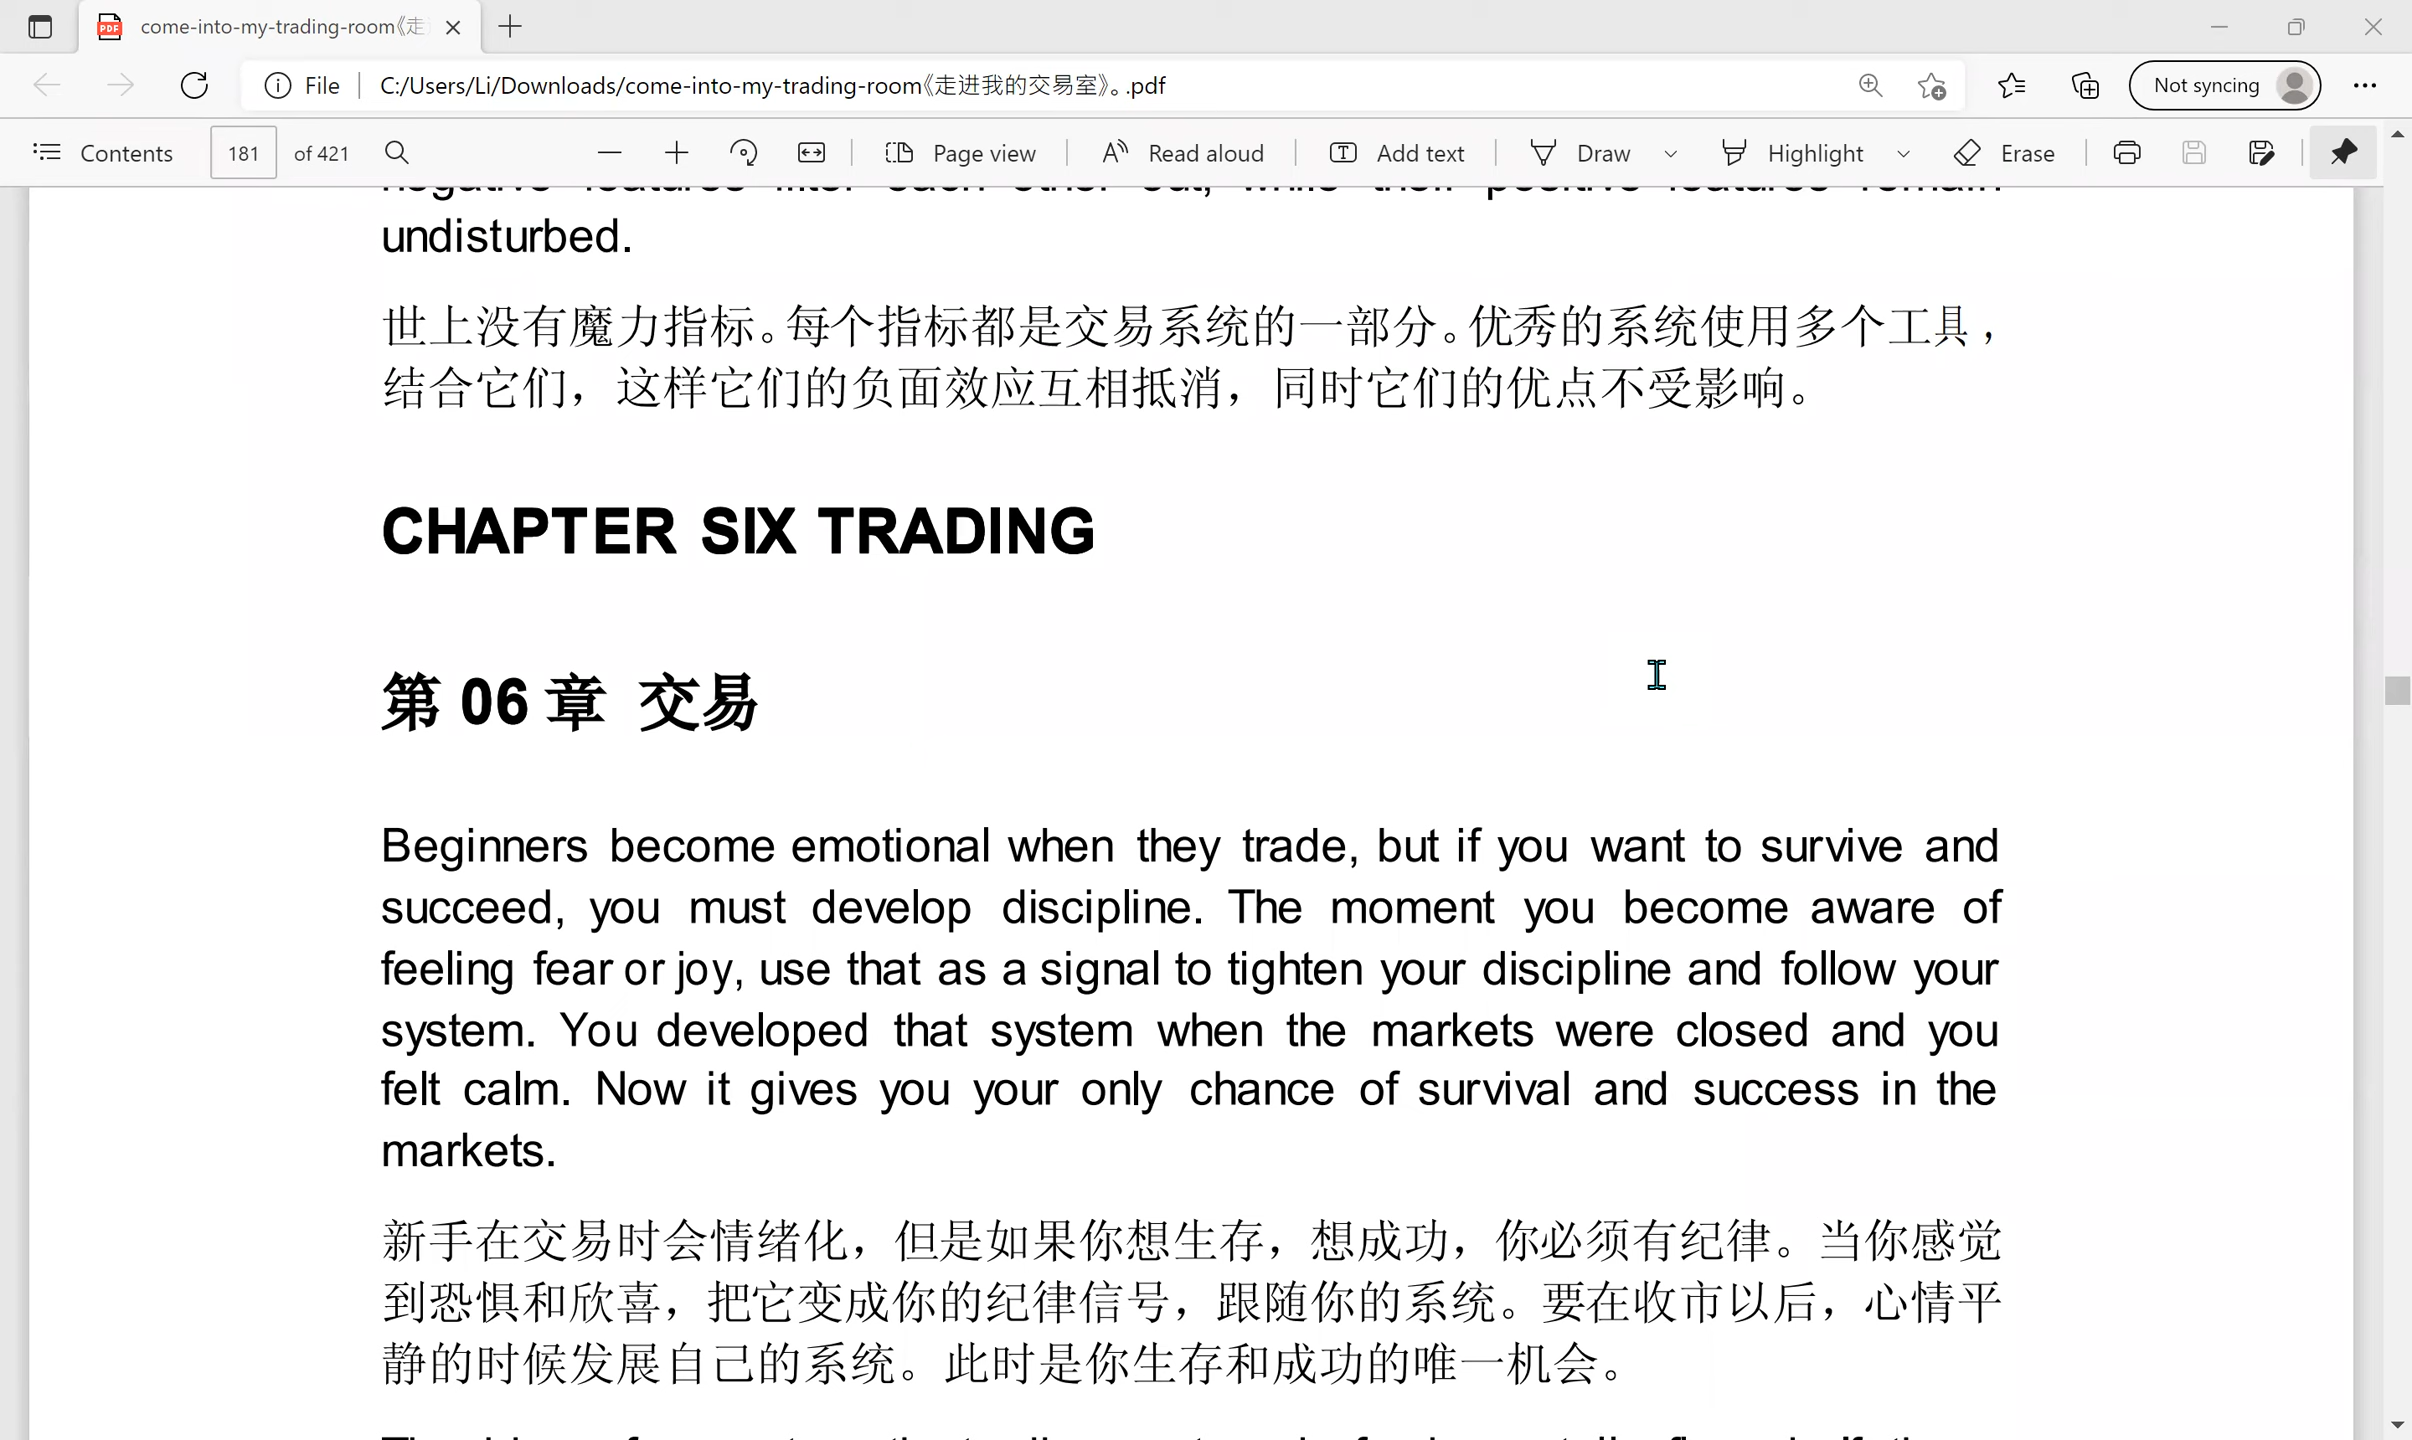 come-into-my-trading-room《走
File
C:/Users/Li/Downloads/come-into-my-trading-room《走进我的交易室》。.pdf
Not syncing
Contents
181
of 421
Page view
Read aloud
Add text
Draw
Highlight
Erase
negative features filter each other out, while their positive features remain
undisturbed.
世上没有魔力指标。每个指标都是交易系统的一部分。优秀的系统使用多个工具，
结合它们，这样它们的负面效应互相抵消，同时它们的优点不受影响。
CHAPTER SIX TRADING
第 06 章 交易
Beginners become emotional when they trade, but if you want to survive and
succeed, you must develop discipline. The moment you become aware of
feeling fear or joy, use that as a signal to tighten your discipline and follow your
system. You developed that system when the markets were closed and you
felt calm. Now it gives you your only chance of survival and success in the
markets.
新手在交易时会情绪化，但是如果你想生存，想成功，你必须有纪律。当你感觉
到恐惧和欣喜，把它变成你的纪律信号，跟随你的系统。要在收市以后，心情平
静的时候发展自己的系统。此时是你生存和成功的唯一机会。